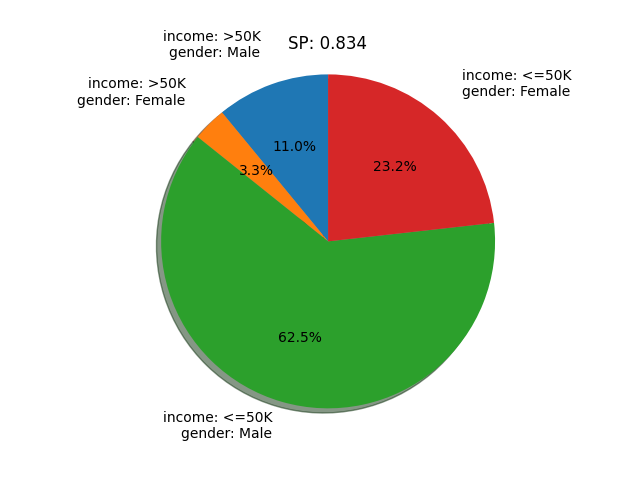 income: >50K
gender: Male
SP: 0.834
income: <=50K
gender: Female
income: >50K
gender: Female
11.0%
3.3%
23.2%
62.5%
income: <=50K
gender: Male